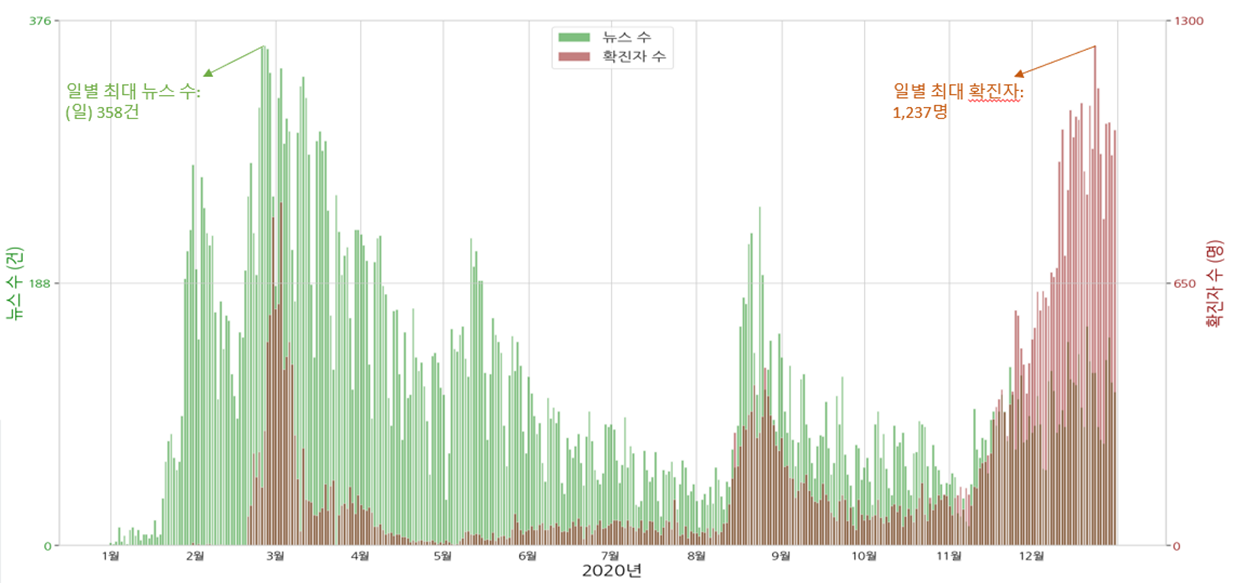 376
1300
뉴스 수
확진자 수
일별 최대 뉴스 수:
(일) 358건
일별 최대 확진자:
1,237명
뉴스 수 (건)
188
650
확진자 수 (명)
0
0
1월 2월 3월 4월 5월 6월 7월 8월 9월 10월 11월 12월
2020년